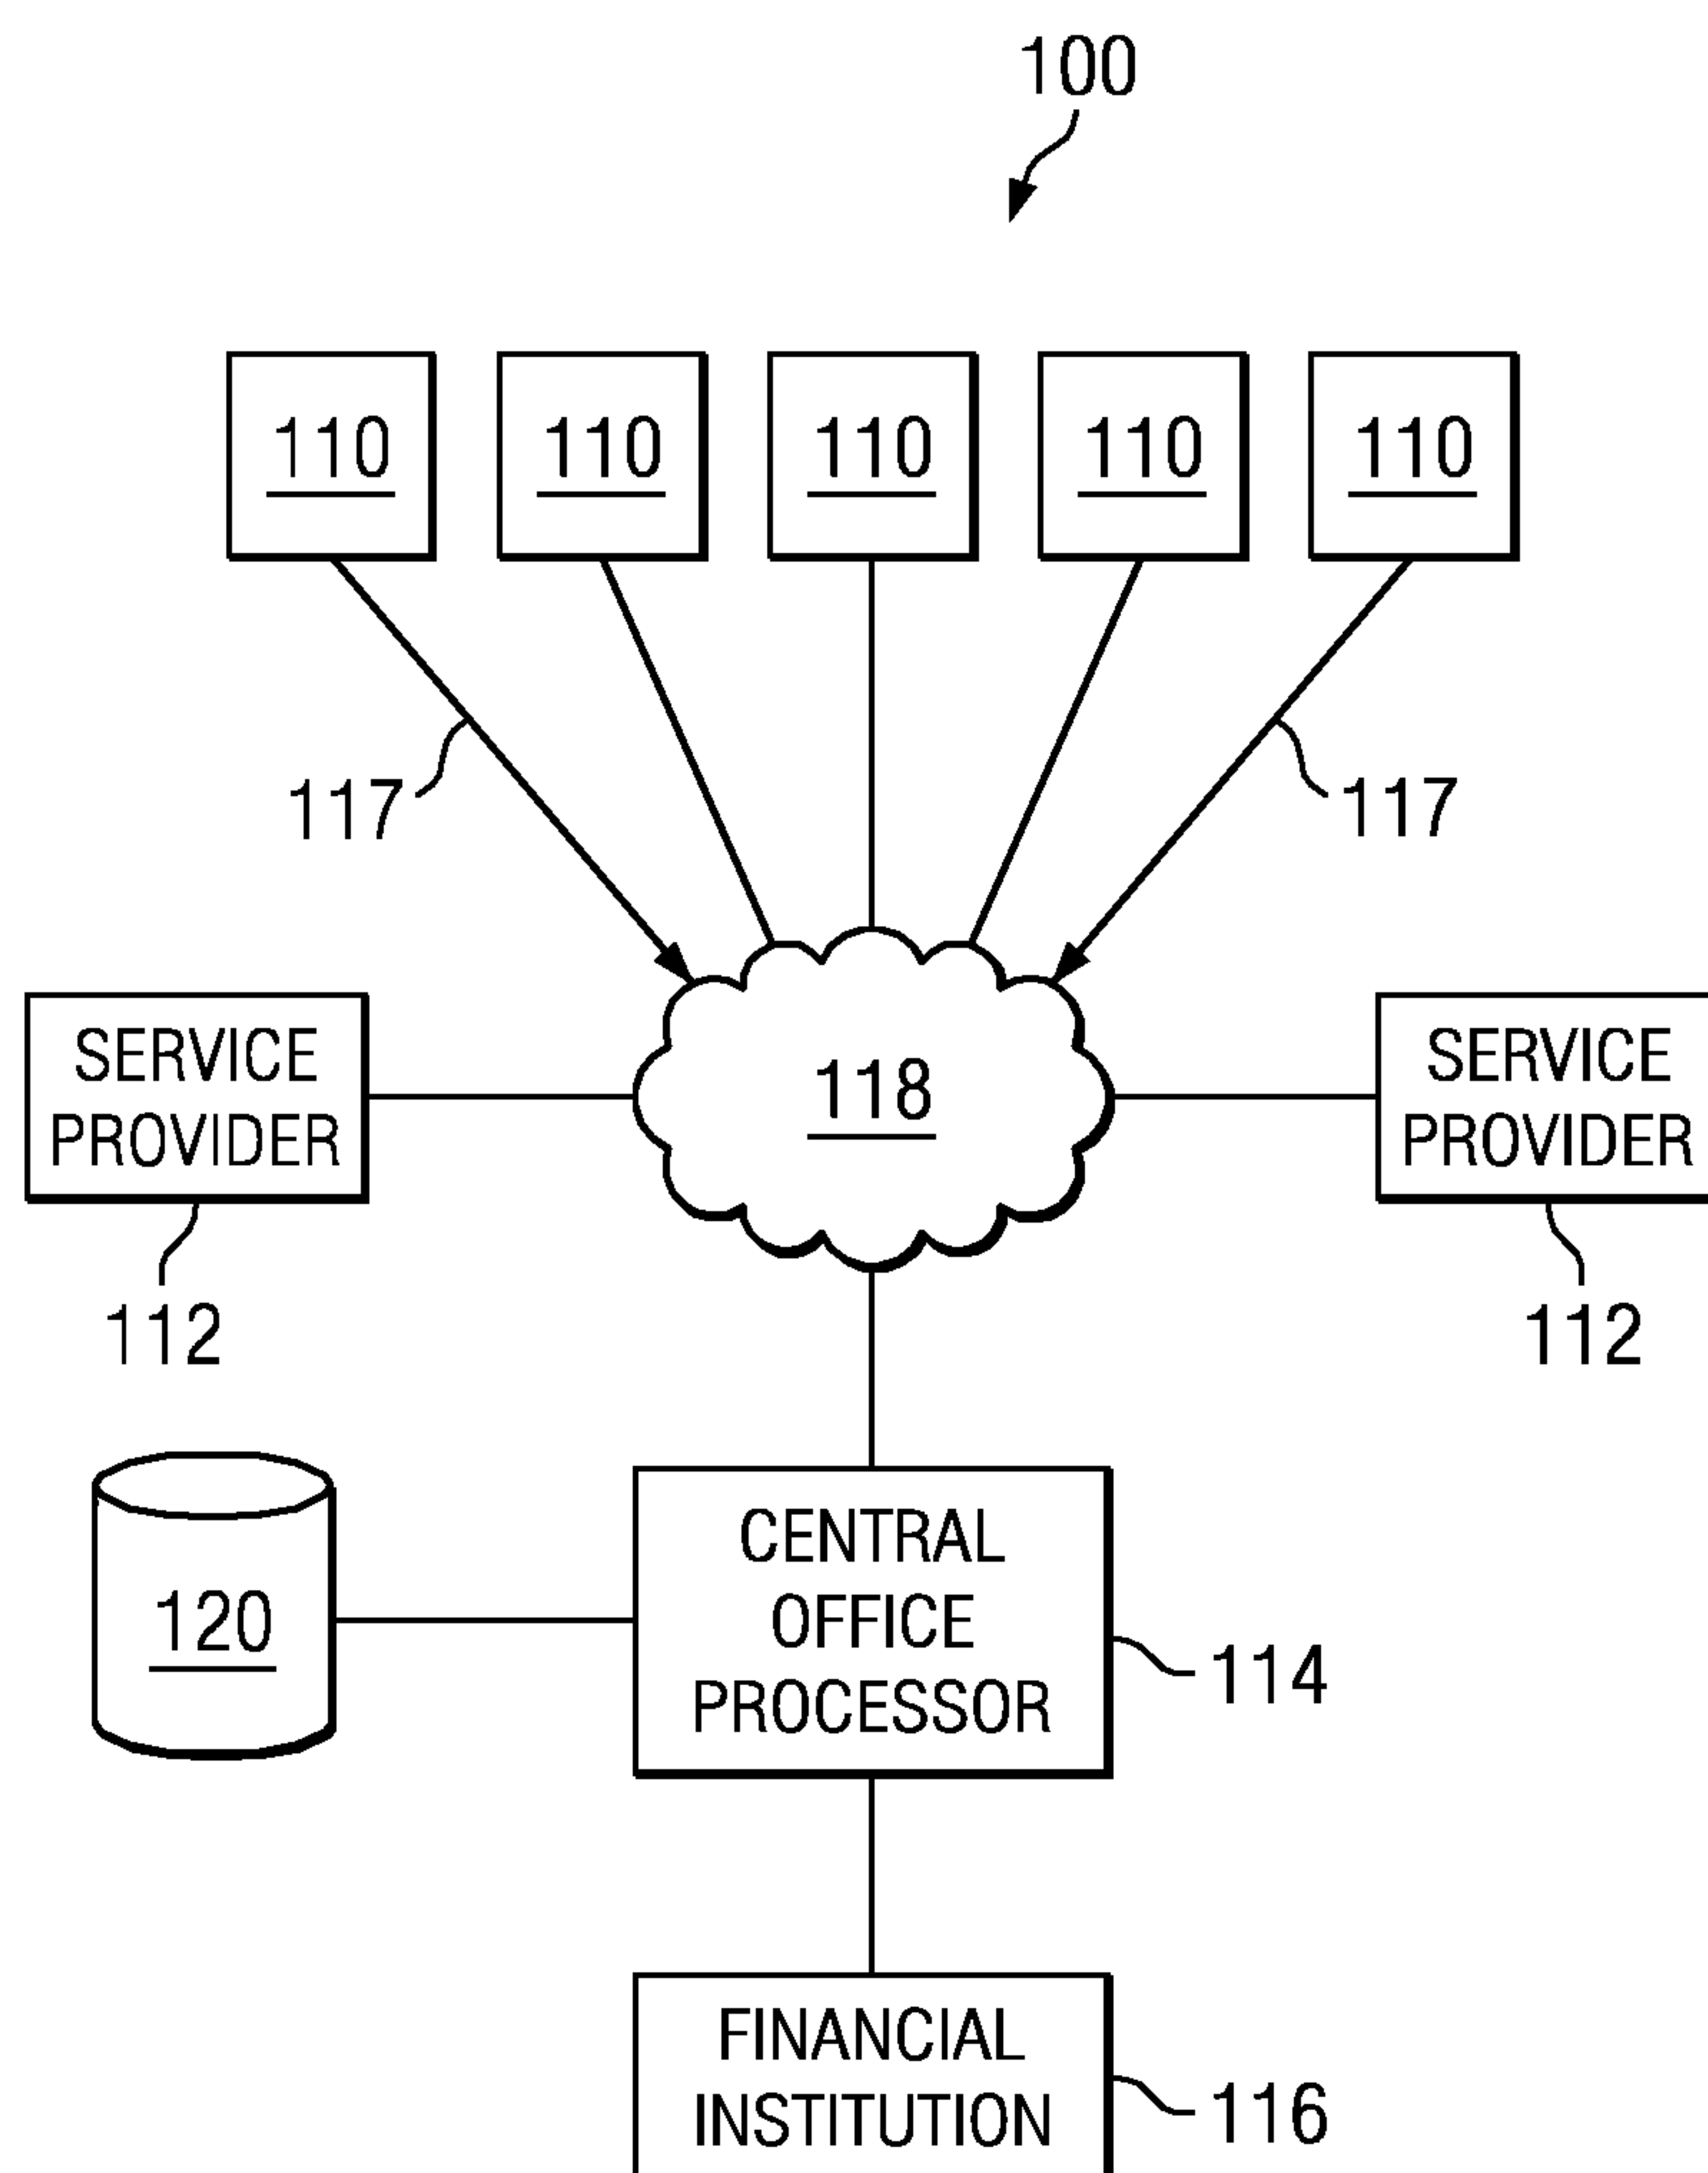 100
110 110 110 110 110
117 117
SERVICE
PROVIDER
118
SERVICE
PROVIDER
112 112
CENTRAL
OFFICE
PROCESSOR
120
114
FINANCIAL
INSTITUTION
116